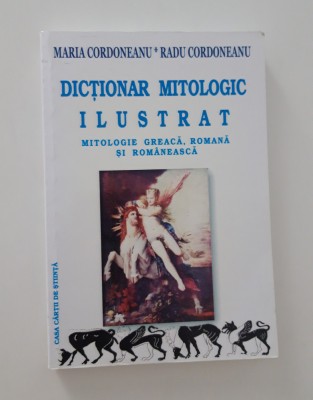 MARIA CORDONEANU * RADU CORDONEANU
DICȚIONAR MITOLOGIC
ILUSTRAT
MITOLOGIE GREACĂ, ROMANĂ
ȘI ROMÂNEASCĂ
CASA CĂRȚII DE ȘTIINȚĂ